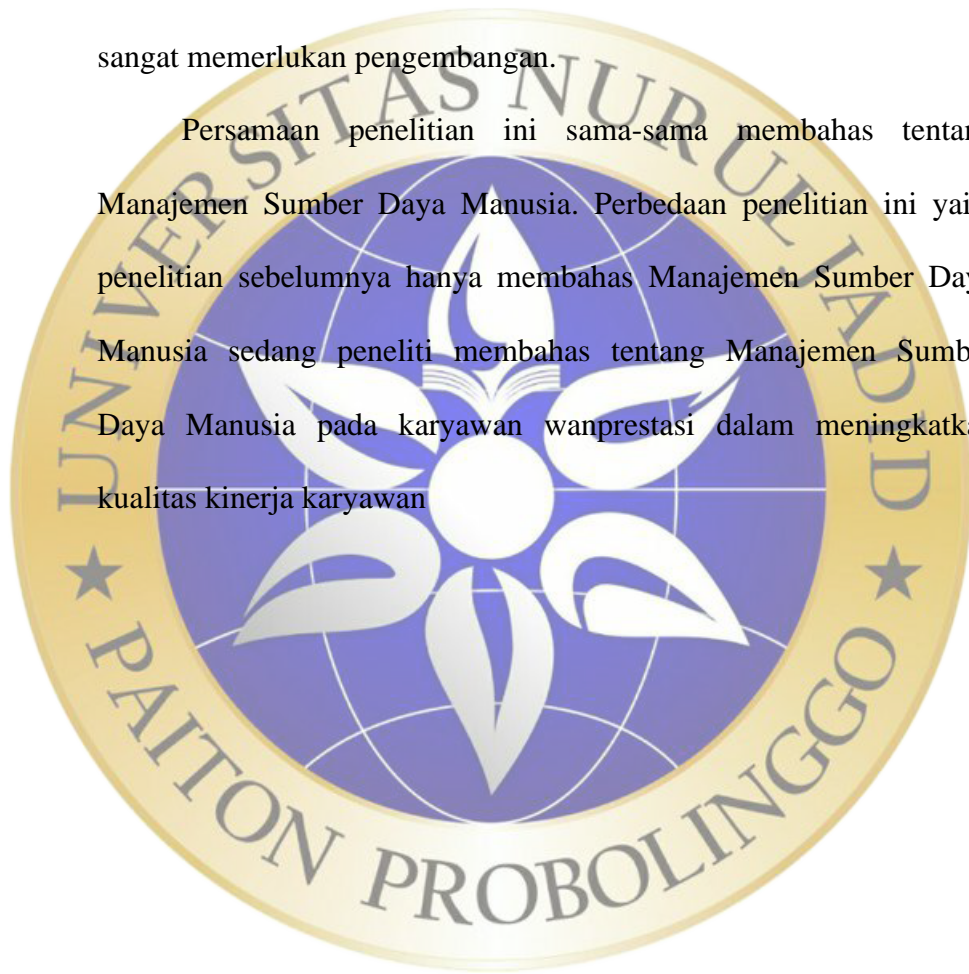 sangat memerlukan pengembangan.
Persamaan penelitian ini sama-sama membahas tentan
Manajemen Sumber Daya Manusia. Perbedaan penelitian ini yai
penelitian sebelumnya hanya membahas Manajemen Sumber Day
Manusia sedang peneliti membahas tentang Manajemen Sumbe
Daya Manusia pada karyawan wanprestasi dalam meningkatka
kualitas kinerja karyawan
★ UNIVERSITAS NURUL JADID ★
PAITON PROBOLINGGO